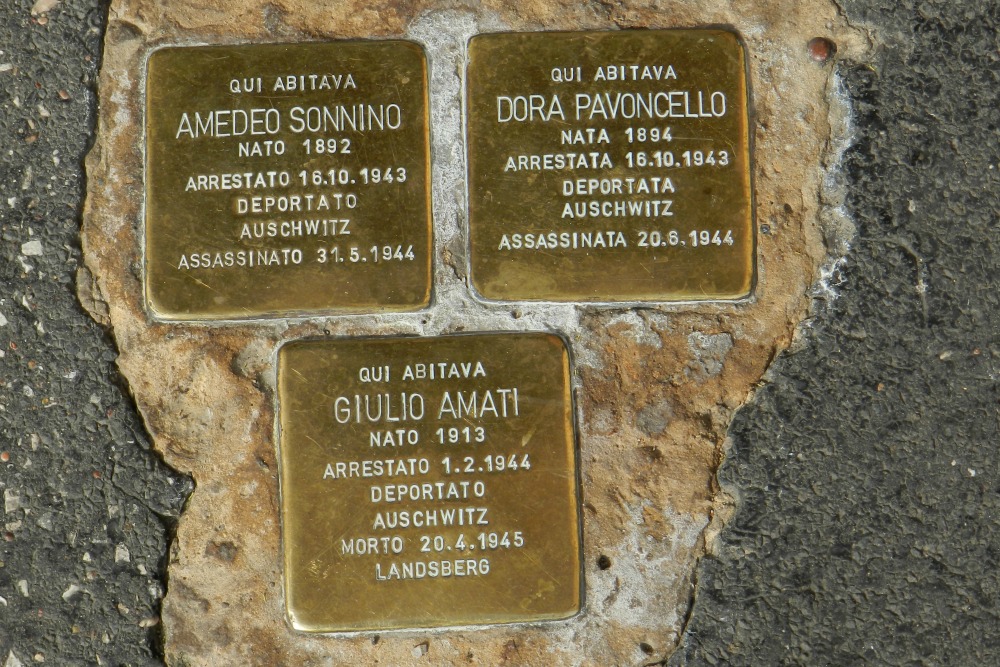 QUI ABITAVA
AMEDEO SONNINO
NATO 1892
ARRESTATO 16.10.1943
DEPORTATO
AUSCHWITZ
ASSASSINATO 31.5.1944
QUI ABITAVA
DORA PAVONCELLO
NATA 1894
ARRESTATA 16.10.1943
DEPORTATA
AUSCHWITZ
ASSASSINATA 20.6.1944
QUI ABITAVA
GIULIO AMATI
NATO 1913
ARRESTATO 1.2.1944
DEPORTATO
AUSCHWITZ
MORTO 20.4.1945
LANDSBERG